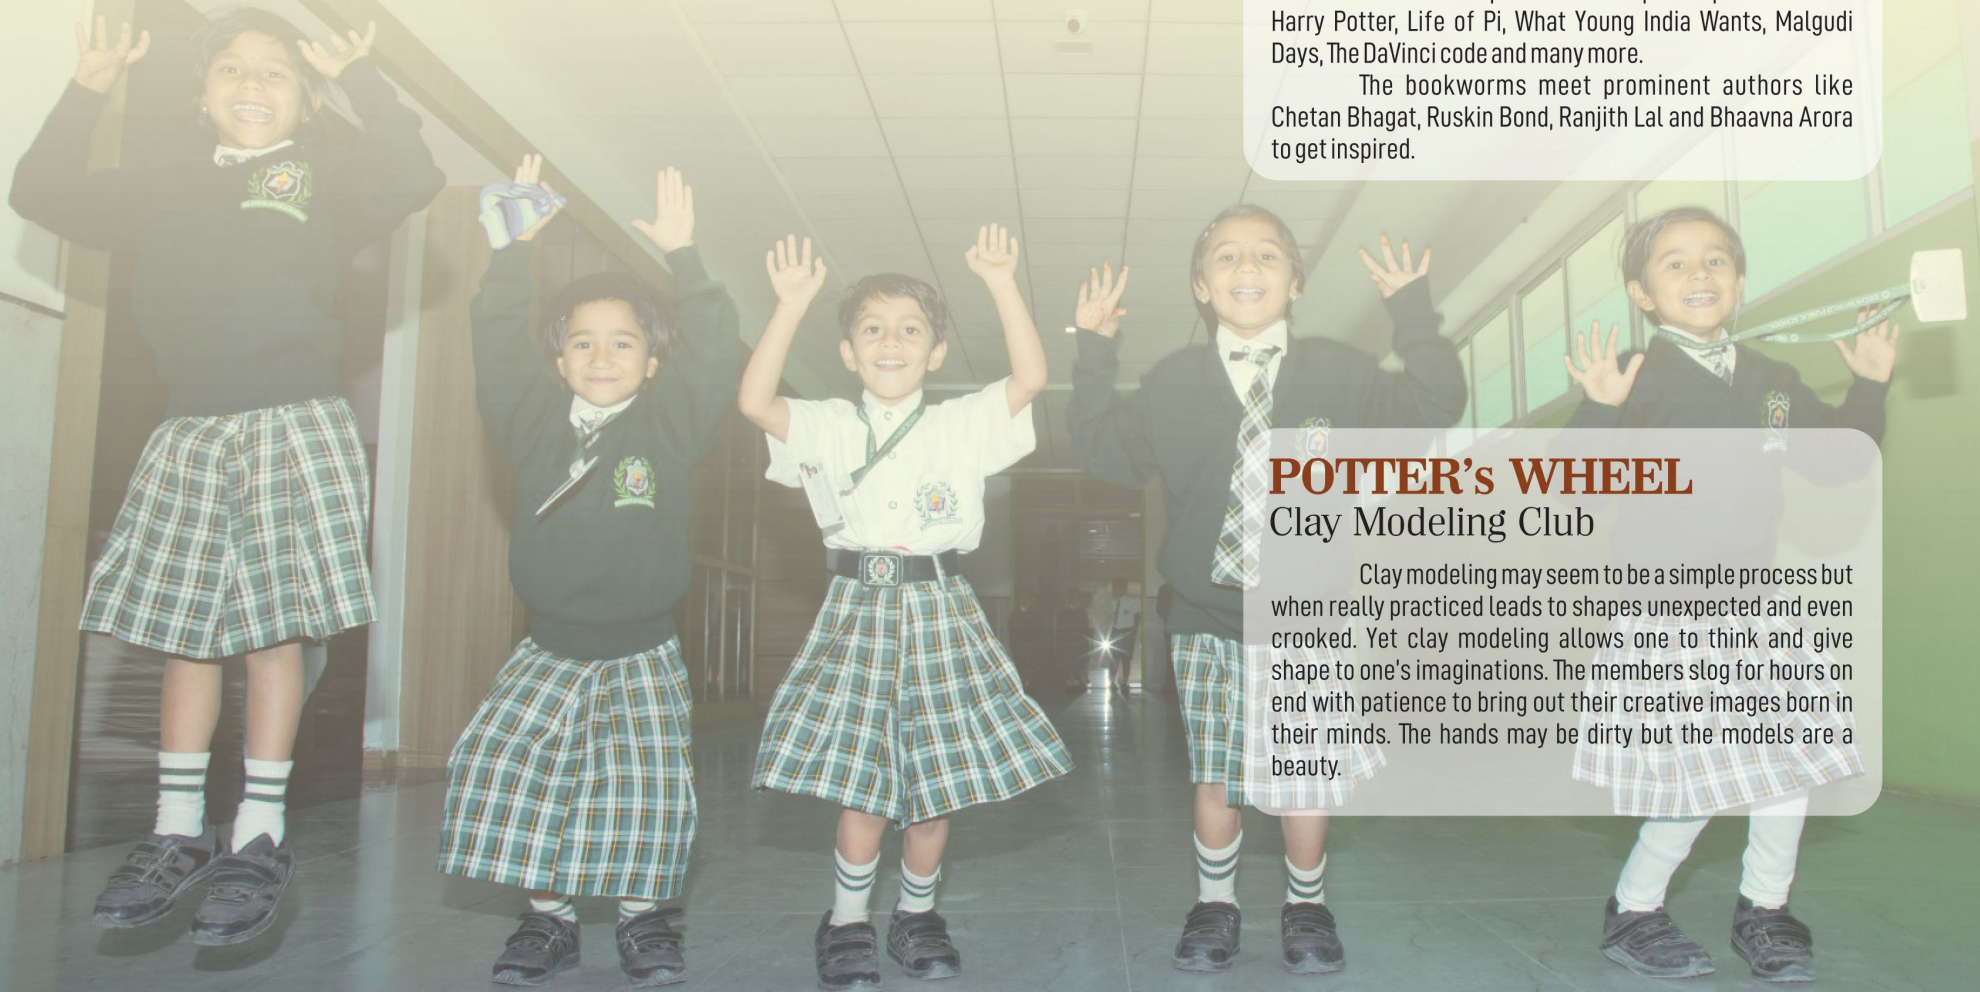 Harry Potter, Life of Pi, What Young India Wants, Malgudi
Days, The DaVinci code and many more.
The bookworms meet prominent authors like
Chetan Bhagat, Ruskin Bond, Ranjith Lal and Bhaavna Arora
to get inspired.
POTTER's WHEEL
Clay Modeling Club
Clay modeling may seem to be a simple process but
when really practiced leads to shapes unexpected and even
crooked. Yet clay modeling allows one to think and give
shape to one's imaginations. The members slog for hours on
end with patience to bring out their creative images born in
their minds. The hands may be dirty but the models are a
beauty.